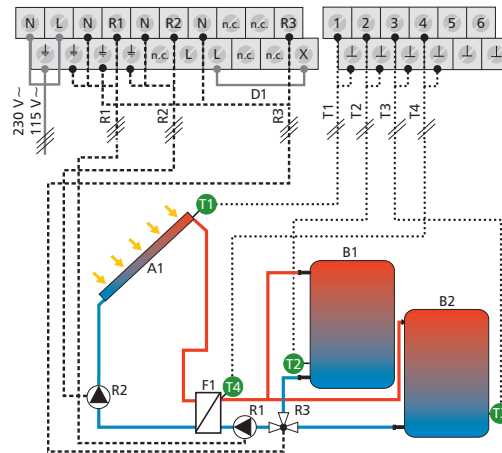 N L N R1 N R2 N n.c. n.c. R3
n.c. L L n.c. n.c. X
1 2 3 4 5 6
D1
230 V~
115 V~
R1
R2
R3
T1
T2
T3
T4
T1
A1
B1
B2
T2
F1
T4
R2
R1
R3